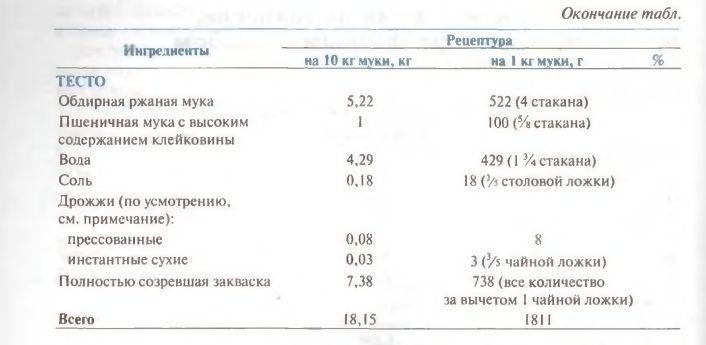 Окончание табл.
Ингредиенты Рецептура
на 10 кг муки, кг на 1 кг муки, г %
ТЕСТО
Обдирная ржаная мука 5,22 522 (4 стакана)
Пшеничная мука с высоким 1 100 (⅝ стакана)
содержанием клейковины
Вода 4,29 429 (1 ¾ стакана)
Соль 0,18 18 (⅗ столовой ложки)
Дрожжи (по усмотрению,
см. примечание):
прессованные 0,08 8
инстантные сухие 0,03 3 (⅗ чайной ложки)
Полностью созревшая закваска 7,38 738 (все количество
за вычетом 1 чайной ложки)
Всего 18,15 1811